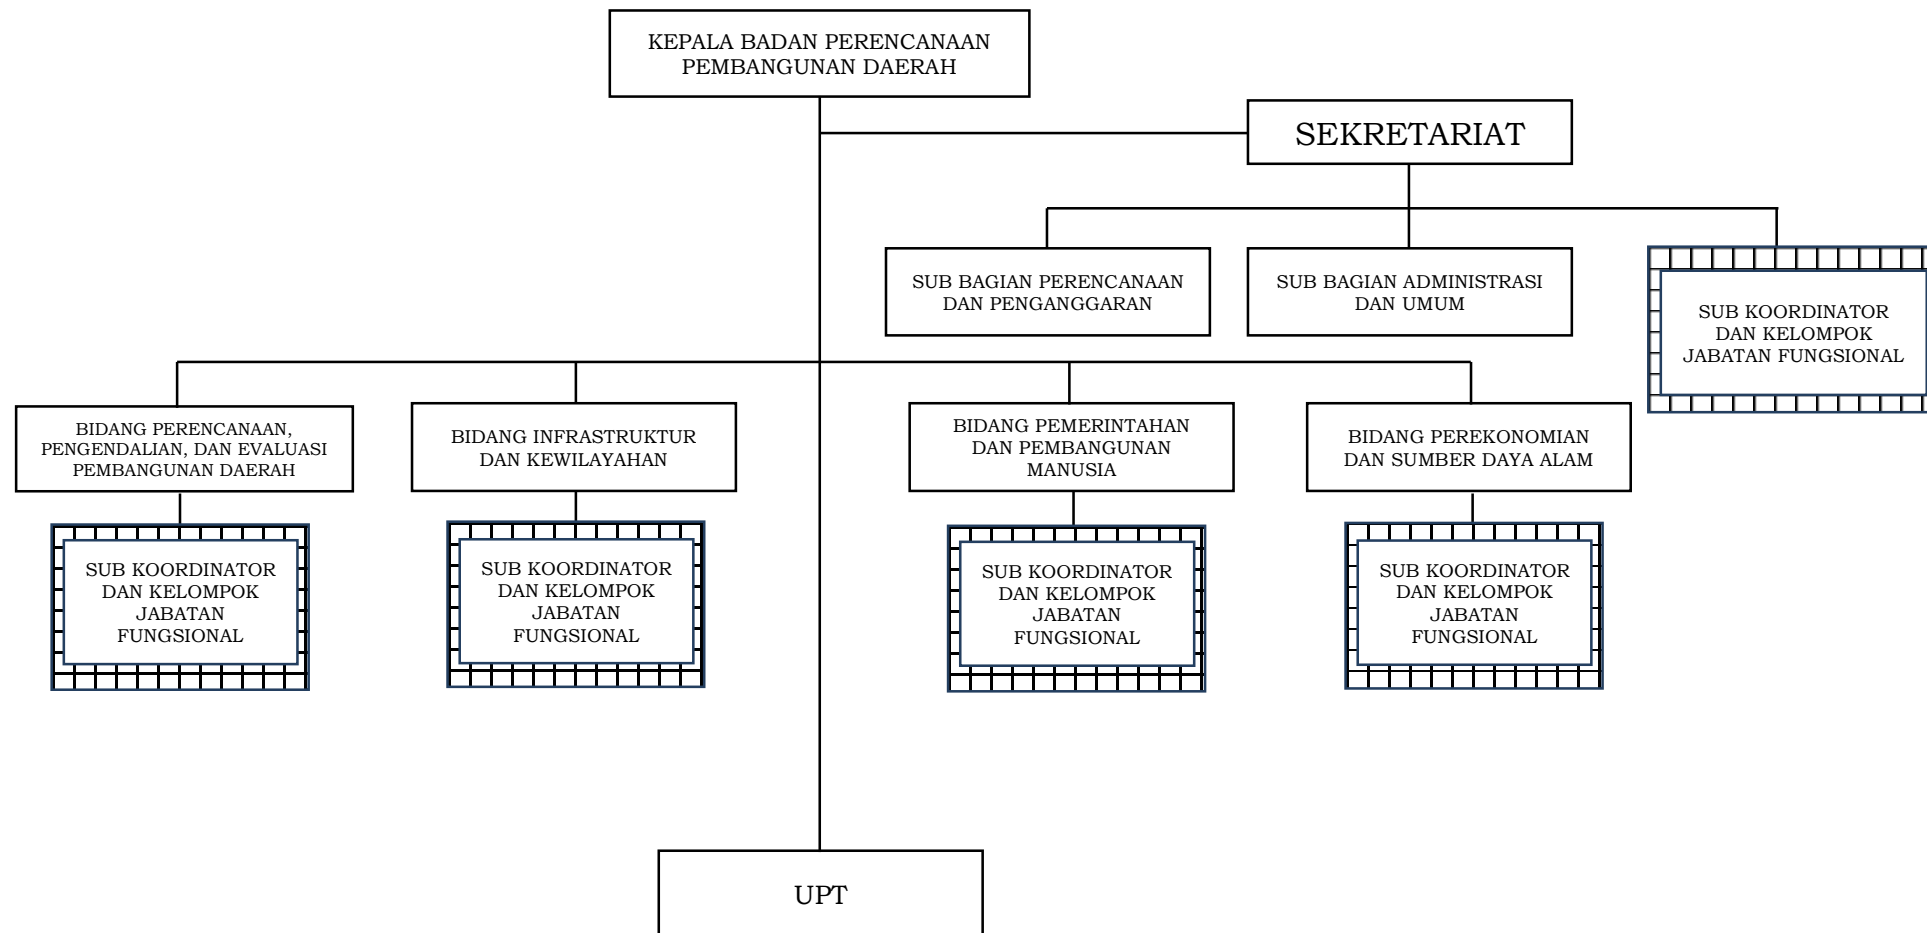 KEPALA BADAN PERENCANAAN
PEMBANGUNAN DAERAH
SEKRETARIAT
SUB BAGIAN PERENCANAAN
DAN PENGANGGARAN
SUB BAGIAN ADMINISTRASI
DAN UMUM
SUB KOORDINATOR
DAN KELOMPOK
JABATAN FUNGSIONAL
BIDANG PERENCANAAN,
PENGENDALIAN, DAN EVALUASI
PEMBANGUNAN DAERAH
BIDANG INFRASTRUKTUR
DAN KEWILAYAHAN
BIDANG PEMERINTAHAN
DAN PEMBANGUNAN
MANUSIA
BIDANG PEREKONOMIAN
DAN SUMBER DAYA ALAM
SUB KOORDINATOR
DAN KELOMPOK
JABATAN
FUNGSIONAL
SUB KOORDINATOR
DAN KELOMPOK
JABATAN
FUNGSIONAL
SUB KOORDINATOR
DAN KELOMPOK
JABATAN
FUNGSIONAL
SUB KOORDINATOR
DAN KELOMPOK
JABATAN
FUNGSIONAL
UPT